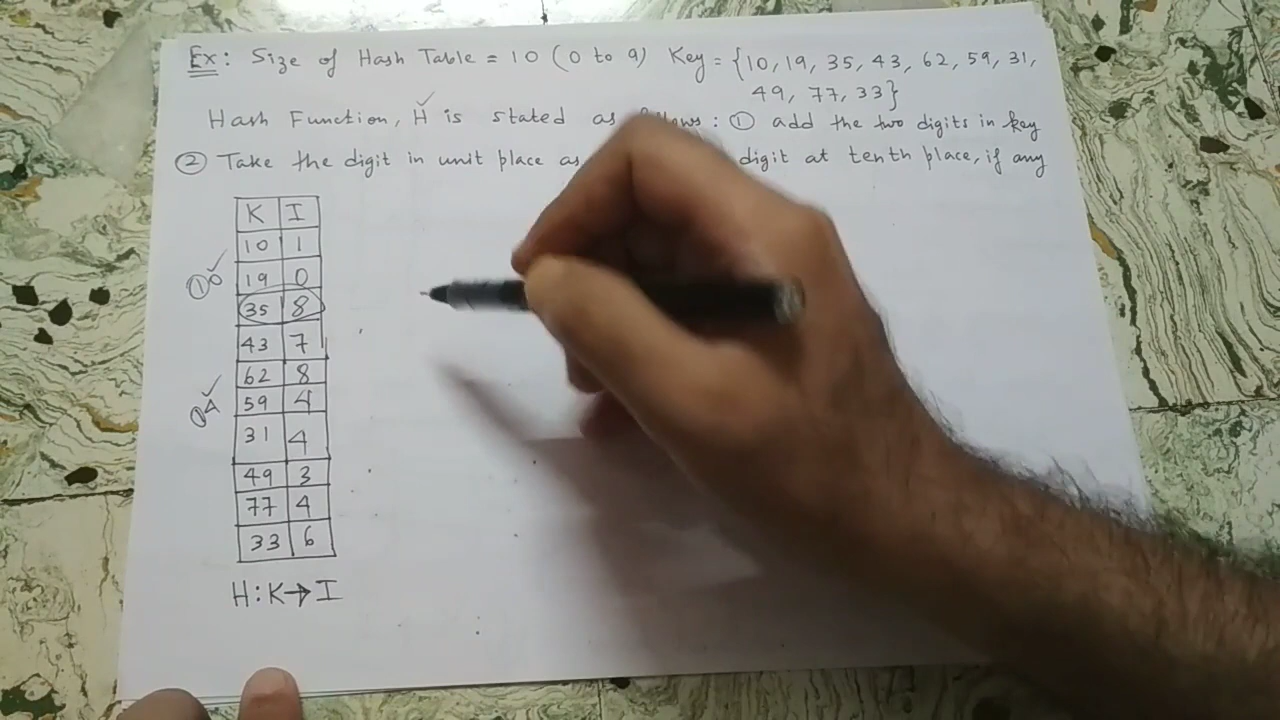 Ex: Size of Hash Table = 10 (0 to 9) Key = {10, 19, 35, 43, 62, 59, 31,
49, 77, 33}
Hash Function, H is stated as : ① add the two digits in key
② Take the digit in unit place as digit at tenth place, if any
K I
10 1
①0 19 0
35 8
43 7
62 8
①4 59 4
31 4
49 3
77 4
33 6
H : K → I